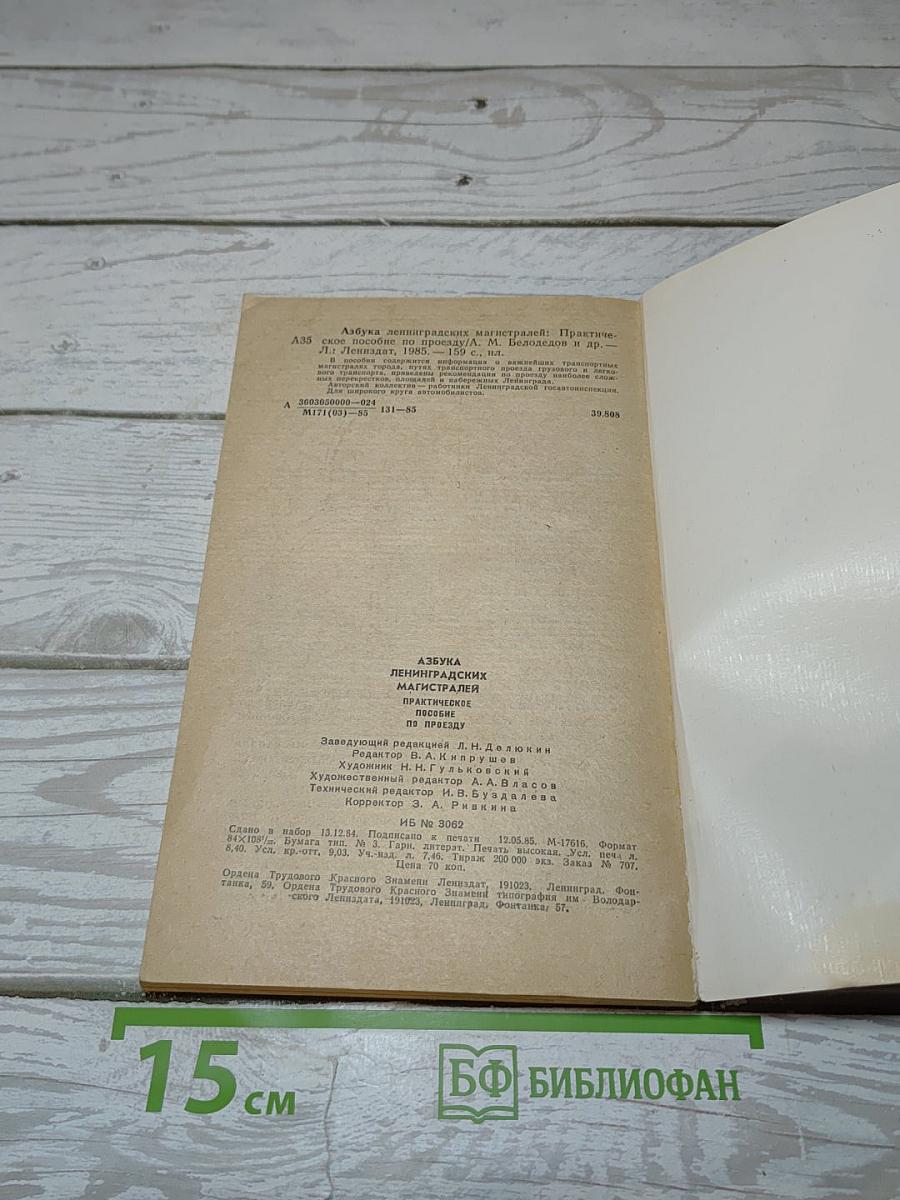 Азбука ленинградских магистралей: Практиче-
А35 ское пособие по проезду/А. М. Белодедов и др. —
Л.: Лениздат, 1985. — 159 с., ил.
В пособии содержится информация о важнейших транспортных
магистралях города, путях транспортного проезда грузового и легко-
вого транспорта, приведены рекомендации по проезду наиболее слож-
ных перекрестков, площадей и набережных Ленинграда.
Авторский коллектив — работники Ленинградской госавтоинспекции.
Для широкого круга автомобилистов.
А 3603050000—024
М171(03)—85 131—85 39.808
АЗБУКА
ЛЕНИНГРАДСКИХ
МАГИСТРАЛЕЙ
ПРАКТИЧЕСКОЕ
ПОСОБИЕ
ПО ПРОЕЗДУ
Заведующий редакцией Л. Н. Делюкин
Редактор В. А. Кипрушев
Художник Н. Н. Гульковский
Художественный редактор А. А. Власов
Технический редактор И. В. Буздалева
Корректор З. А. Ривкина
ИБ № 3062
Сдано в набор 13.12.84. Подписано к печати 12.05.85. М-17616. Формат
84×108¹/₃₂. Бумага тип. № 3. Гарн. литерат. Печать высокая. Усл. печ. л.
8,40. Усл. кр.-отт. 9,03. Уч.-изд. л. 7,46. Тираж 200 000 экз. Заказ № 707.
Цена 70 коп.
Ордена Трудового Красного Знамени Лениздат, 191023, Ленинград, Фон-
танка, 59. Ордена Трудового Красного Знамени типография им. Володар-
ского Лениздата, 191023, Ленинград, Фонтанка, 57.
15 см БФ БИБЛИОФАН